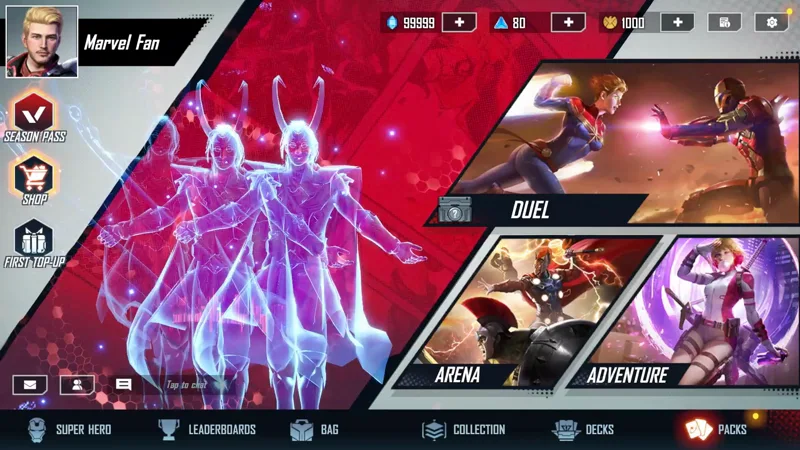 Marvel Fan
99999
+
80
+
1000
+
SEASON PASS
SHOP
FIRST TOP-UP
DUEL
ARENA
ADVENTURE
Tap to chat
SUPER HERO
LEADERBOARDS
BAG
COLLECTION
DECKS
PACKS